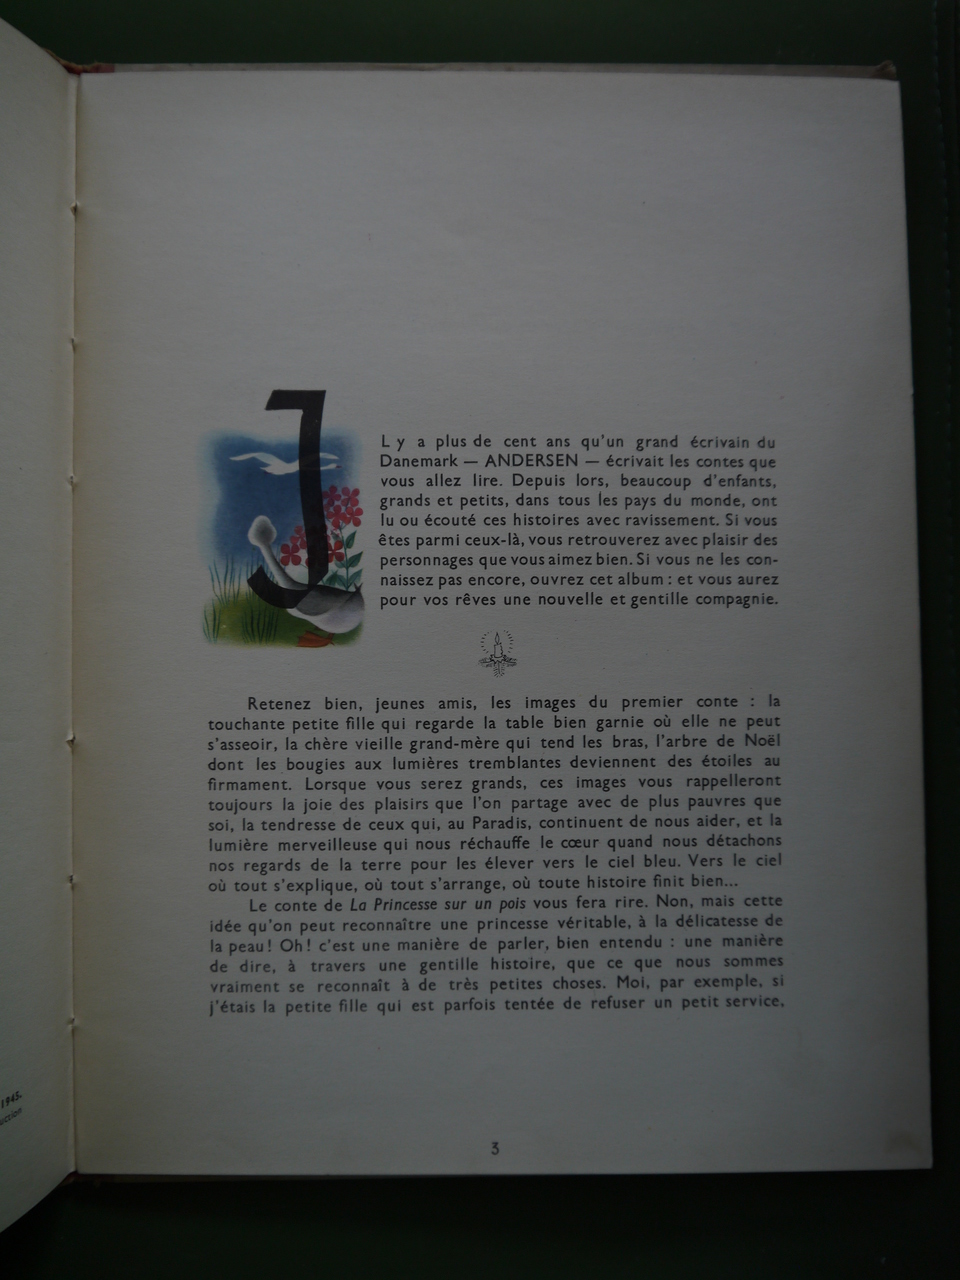 I L y a plus de cent ans qu'un grand écrivain du
Danemark — ANDERSEN — écrivait les contes que
vous allez lire. Depuis lors, beaucoup d'enfants,
grands et petits, dans tous les pays du monde, ont
lu ou écouté ces histoires avec ravissement. Si vous
êtes parmi ceux-là, vous retrouverez avec plaisir des
personnages que vous aimez bien. Si vous ne les con-
naissez pas encore, ouvrez cet album : et vous aurez
pour vos rêves une nouvelle et gentille compagnie.
Retenez bien, jeunes amis, les images du premier conte : la
touchante petite fille qui regarde la table bien garnie où elle ne peut
s'asseoir, la chère vieille grand-mère qui tend les bras, l'arbre de Noël
dont les bougies aux lumières tremblantes deviennent des étoiles au
firmament. Lorsque vous serez grands, ces images vous rappelleront
toujours la joie des plaisirs que l'on partage avec de plus pauvres que
soi, la tendresse de ceux qui, au Paradis, continuent de nous aider, et la
lumière merveilleuse qui nous réchauffe le cœur quand nous détachons
nos regards de la terre pour les élever vers le ciel bleu. Vers le ciel
où tout s'explique, où tout s'arrange, où toute histoire finit bien...
Le conte de La Princesse sur un pois vous fera rire. Non, mais cette
idée qu'on peut reconnaître une princesse véritable, à la délicatesse de
la peau ! Oh ! c'est une manière de parler, bien entendu : une manière
de dire, à travers une gentille histoire, que ce que nous sommes
vraiment se reconnaît à de très petites choses. Moi, par exemple, si
j'étais la petite fille qui est parfois tentée de refuser un petit service,
3
1945.